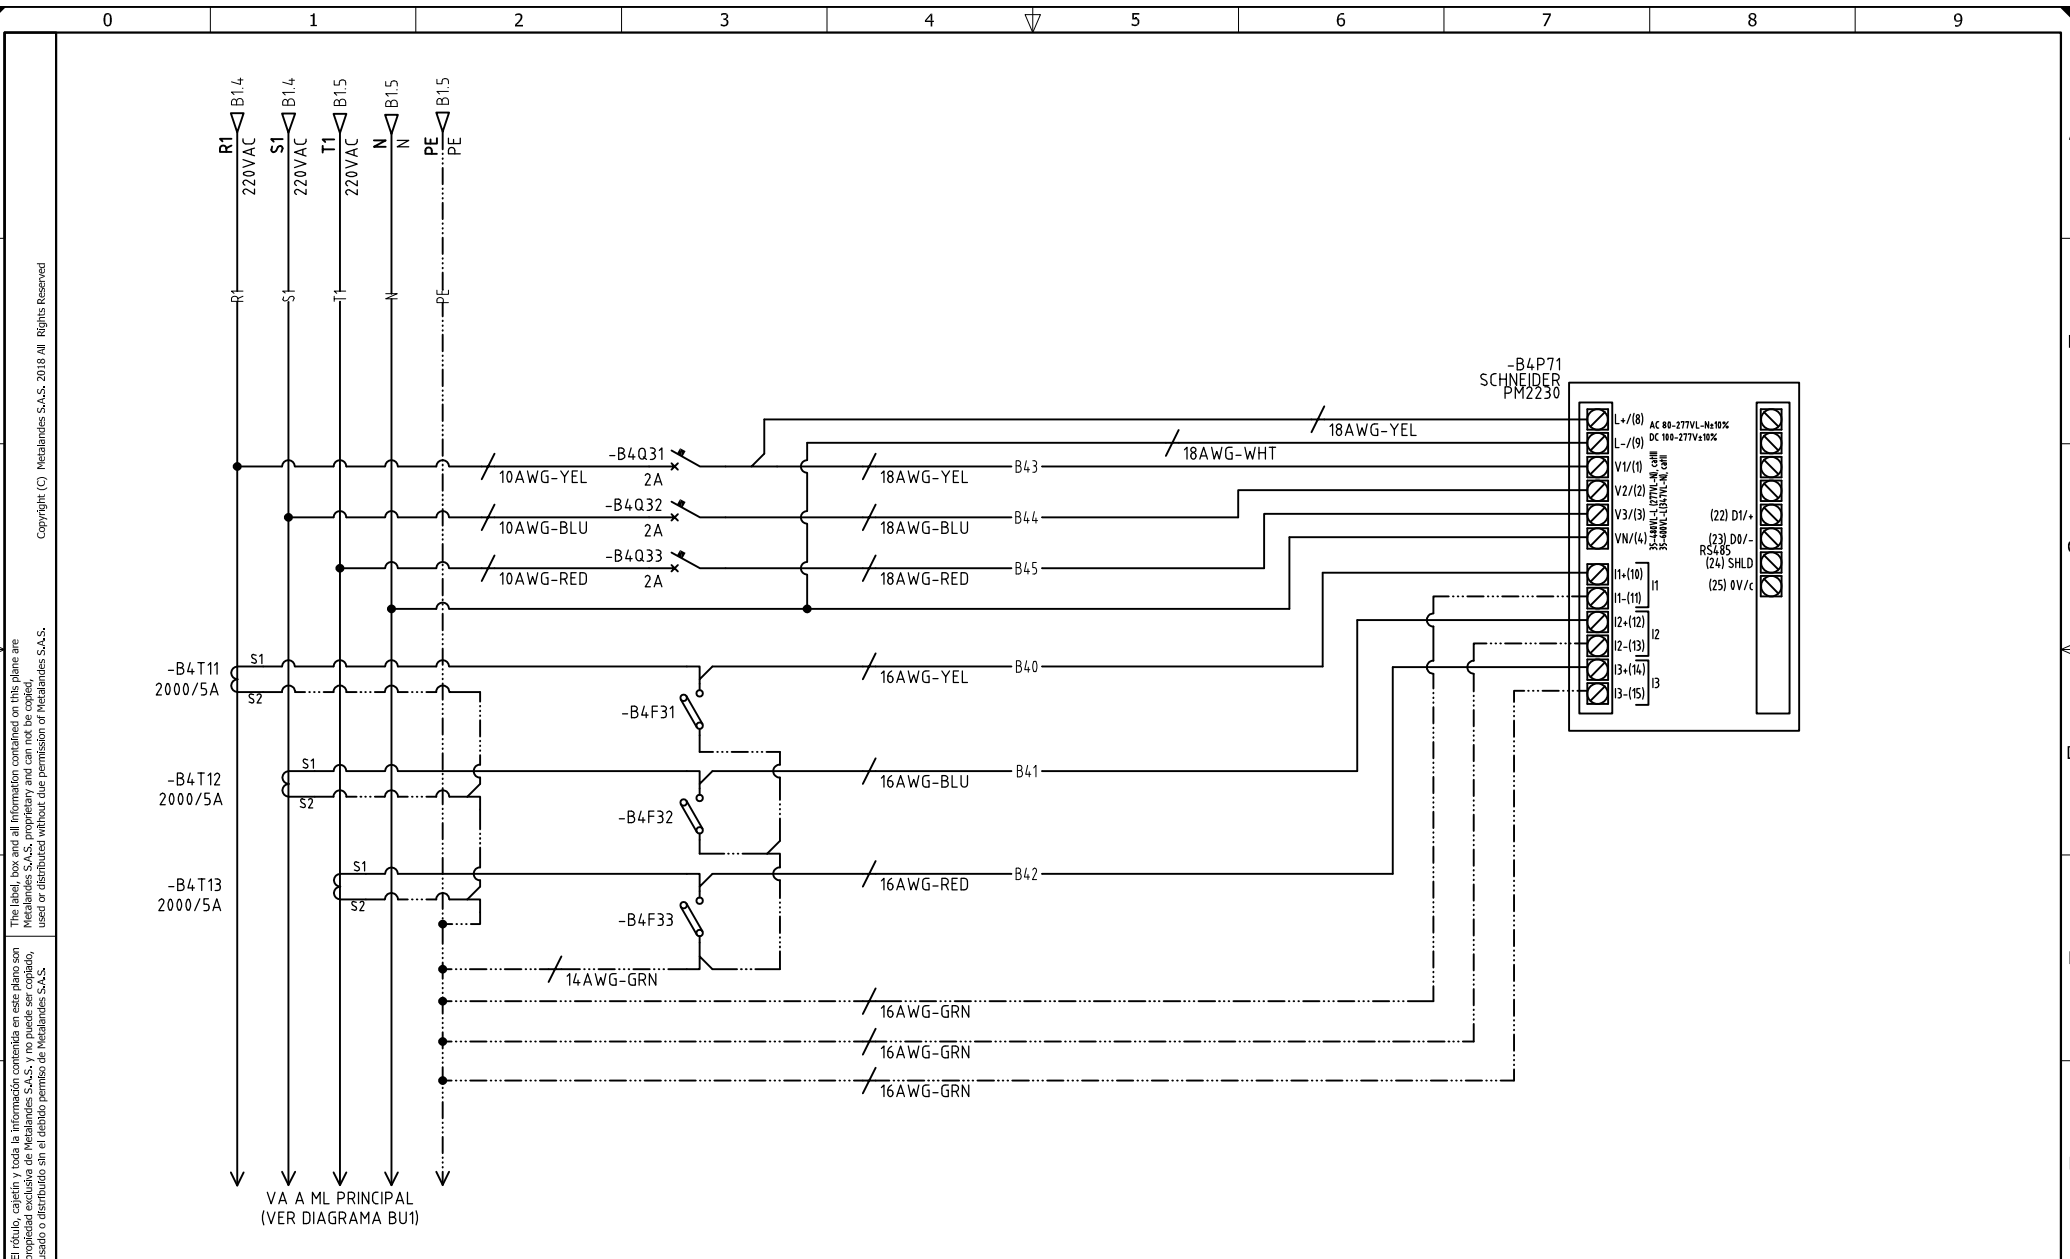 0 1 2 3 4 5 6 7 8 9
B1.4 B1.4 B1.5 B1.5 B1.5
R1 220VAC
S1 220VAC
T1 220VAC
N N
PE PE
R1 S1 T1 N PE
Copyright (C) Metalandes S.A.S. 2018 All Rights Reserved
The label, box and all information contained on this plane are
Metalandes S.A.S. proprietary and can not be copied,
used or distributed without due permission of Metalandes S.A.S.
El rótulo, cajetín y toda la información contenida en este plano son
propiedad exclusiva de Metalandes S.A.S. y no puede ser copiado,
usado o distribuido sin el debido permiso de Metalandes S.A.S.
-B4P71
SCHNEIDER
PM2230
L+/(8)
L-/(9)
V1/(1)
V2/(2)
V3/(3)
VN/(4)
I1+(10)
I1-(11)
I1
I2+(12)
I2-(13)
I2
I3+(14)
I3-(15)
I3
AC 80-277VL-N±10%
DC 100-277V±10%
35-480VL-L (277VL-N), catIII
35-600VL-L(347VL-N), catII
(22) D1/+
(23) D0/-
RS485
(24) SHLD
(25) 0V/c
18AWG-YEL
18AWG-WHT
10AWG-YEL
-B4Q31
2A
18AWG-YEL
B43
10AWG-BLU
-B4Q32
2A
18AWG-BLU
B44
10AWG-RED
-B4Q33
2A
18AWG-RED
B45
-B4T11
2000/5A
S1
S2
-B4F31
16AWG-YEL
B40
-B4T12
2000/5A
S1
S2
-B4F32
16AWG-BLU
B41
-B4T13
2000/5A
S1
S2
-B4F33
16AWG-RED
B42
14AWG-GRN
16AWG-GRN
16AWG-GRN
16AWG-GRN
VA A ML PRINCIPAL
(VER DIAGRAMA BU1)